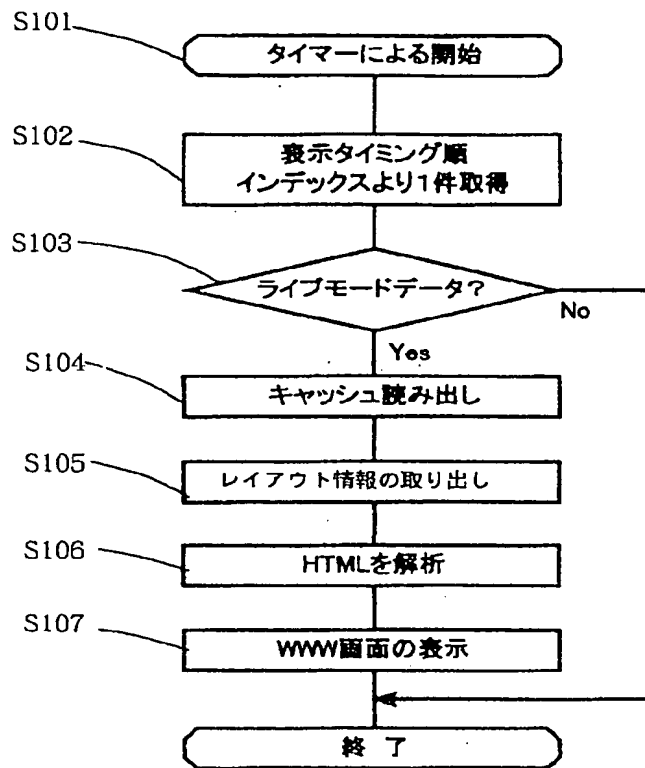 S101
タイマーによる開始
S102
表示タイミング順
インデックスより1件取得
S103
ライブモードデータ?
No
Yes
S104
キャッシュ読み出し
S105
レイアウト情報の取り出し
S106
HTMLを解析
S107
WWW画面の表示
終了